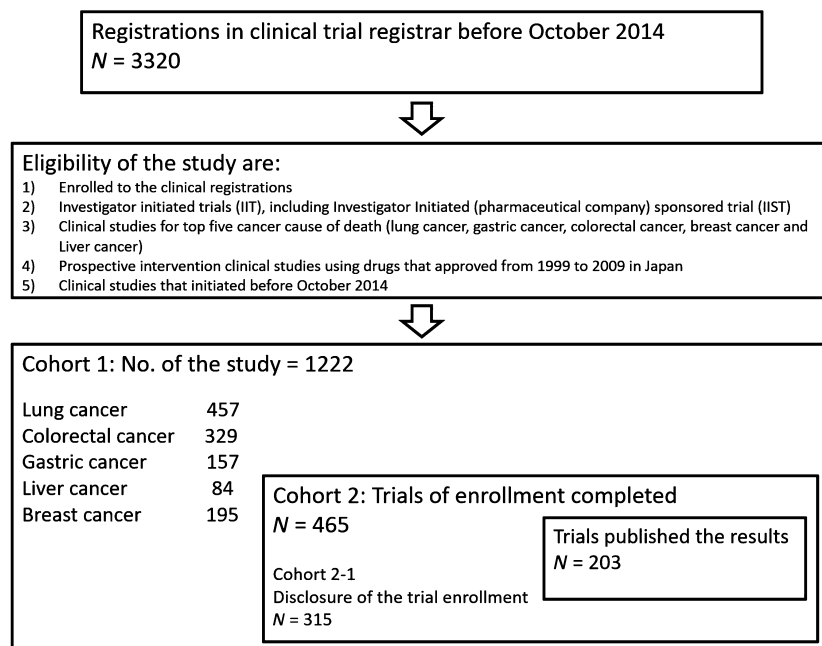 Registrations in clinical trial registrar before October 2014
N = 3320
Eligibility of the study are:
1) Enrolled to the clinical registrations
2) Investigator initiated trials (IIT), including Investigator Initiated (pharmaceutical company) sponsored trial (IIST)
3) Clinical studies for top five cancer cause of death (lung cancer, gastric cancer, colorectal cancer, breast cancer and
Liver cancer)
4) Prospective intervention clinical studies using drugs that approved from 1999 to 2009 in Japan
5) Clinical studies that initiated before October 2014
Cohort 1: No. of the study = 1222
Lung cancer 457
Colorectal cancer 329
Gastric cancer 157
Liver cancer 84
Breast cancer 195
Cohort 2: Trials of enrollment completed
N = 465
Trials published the results
N = 203
Cohort 2-1
Disclosure of the trial enrollment
N = 315